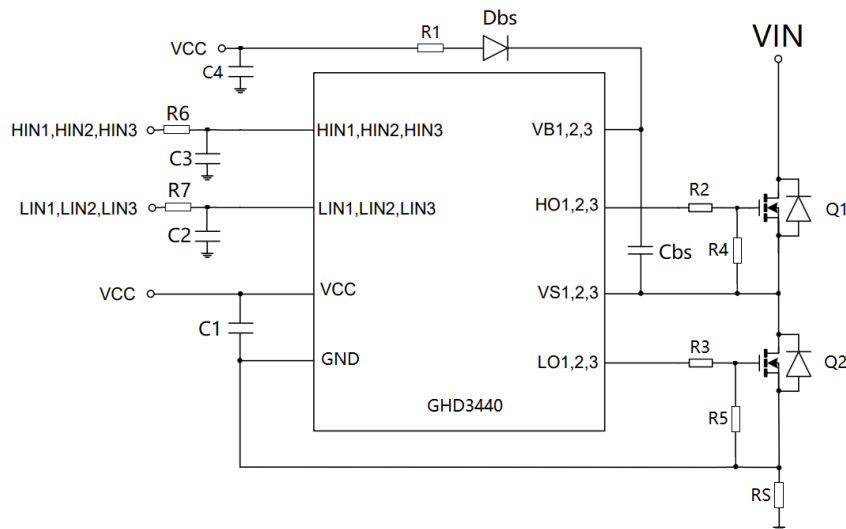 Dbs
VIN
R1
VCC
C4
R6
HIN1,HIN2,HIN3
HIN1,HIN2,HIN3
VB1,2,3
C3
R7
R2
LIN1,LIN2,LIN3
LIN1,LIN2,LIN3
HO1,2,3
Q1
C2
R4
Cbs
VCC
VCC
VS1,2,3
C1
R3
GND
LO1,2,3
Q2
GHD3440
R5
RS